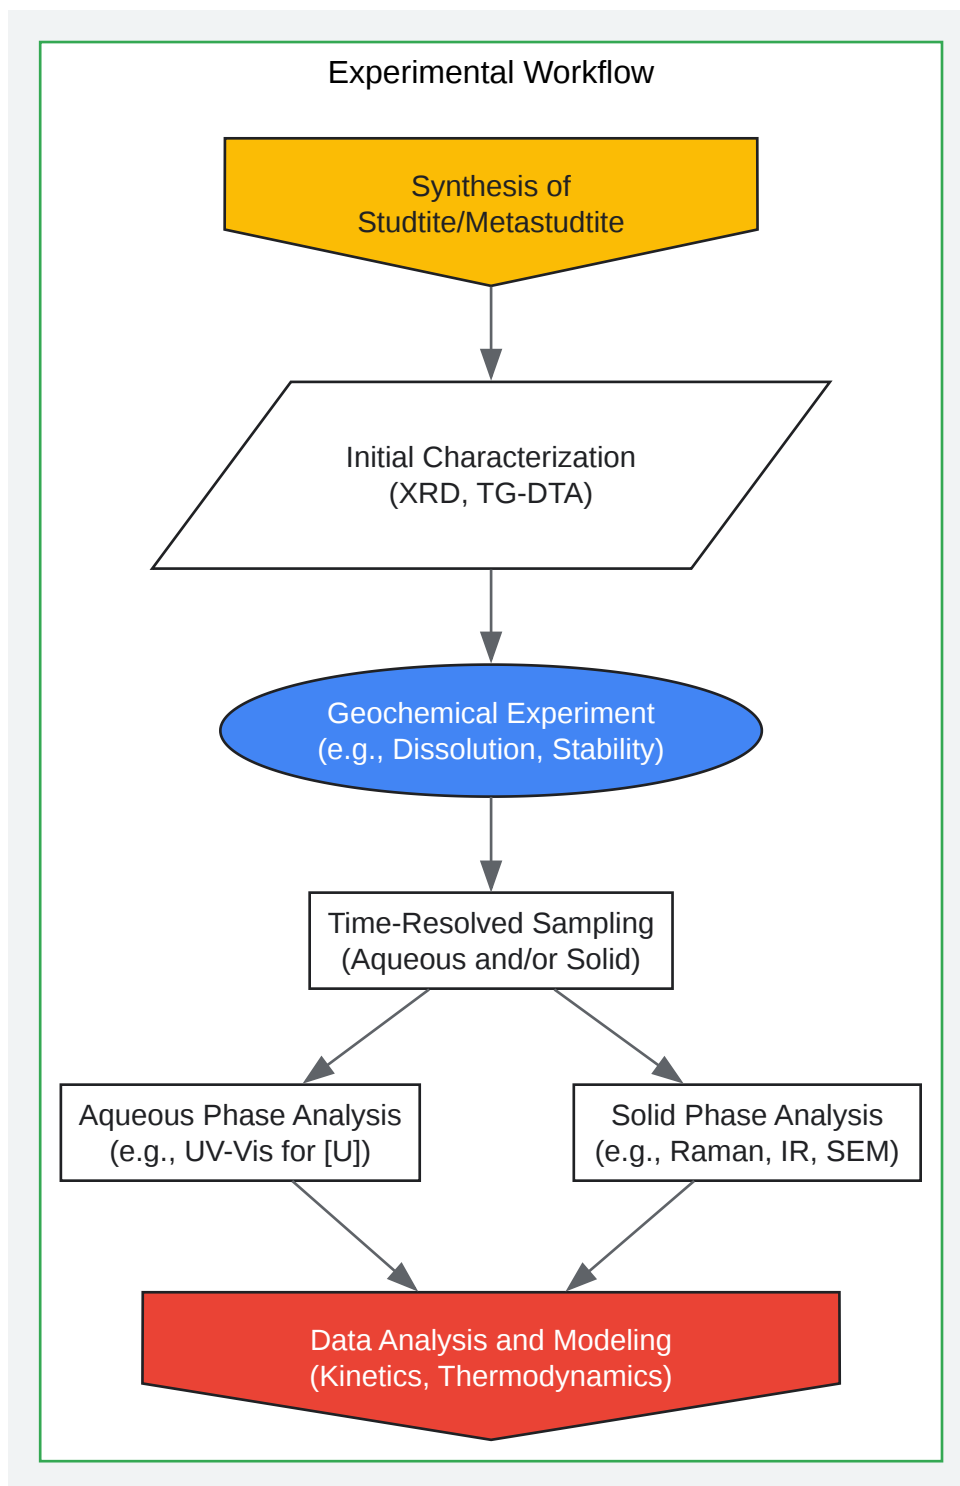 Experimental Workflow
Synthesis of
Studtite/Metastudtite
Initial Characterization
(XRD, TG-DTA)
Geochemical Experiment
(e.g., Dissolution, Stability)
Time-Resolved Sampling
(Aqueous and/or Solid)
Aqueous Phase Analysis
(e.g., UV-Vis for [U])
Solid Phase Analysis
(e.g., Raman, IR, SEM)
Data Analysis and Modeling
(Kinetics, Thermodynamics)